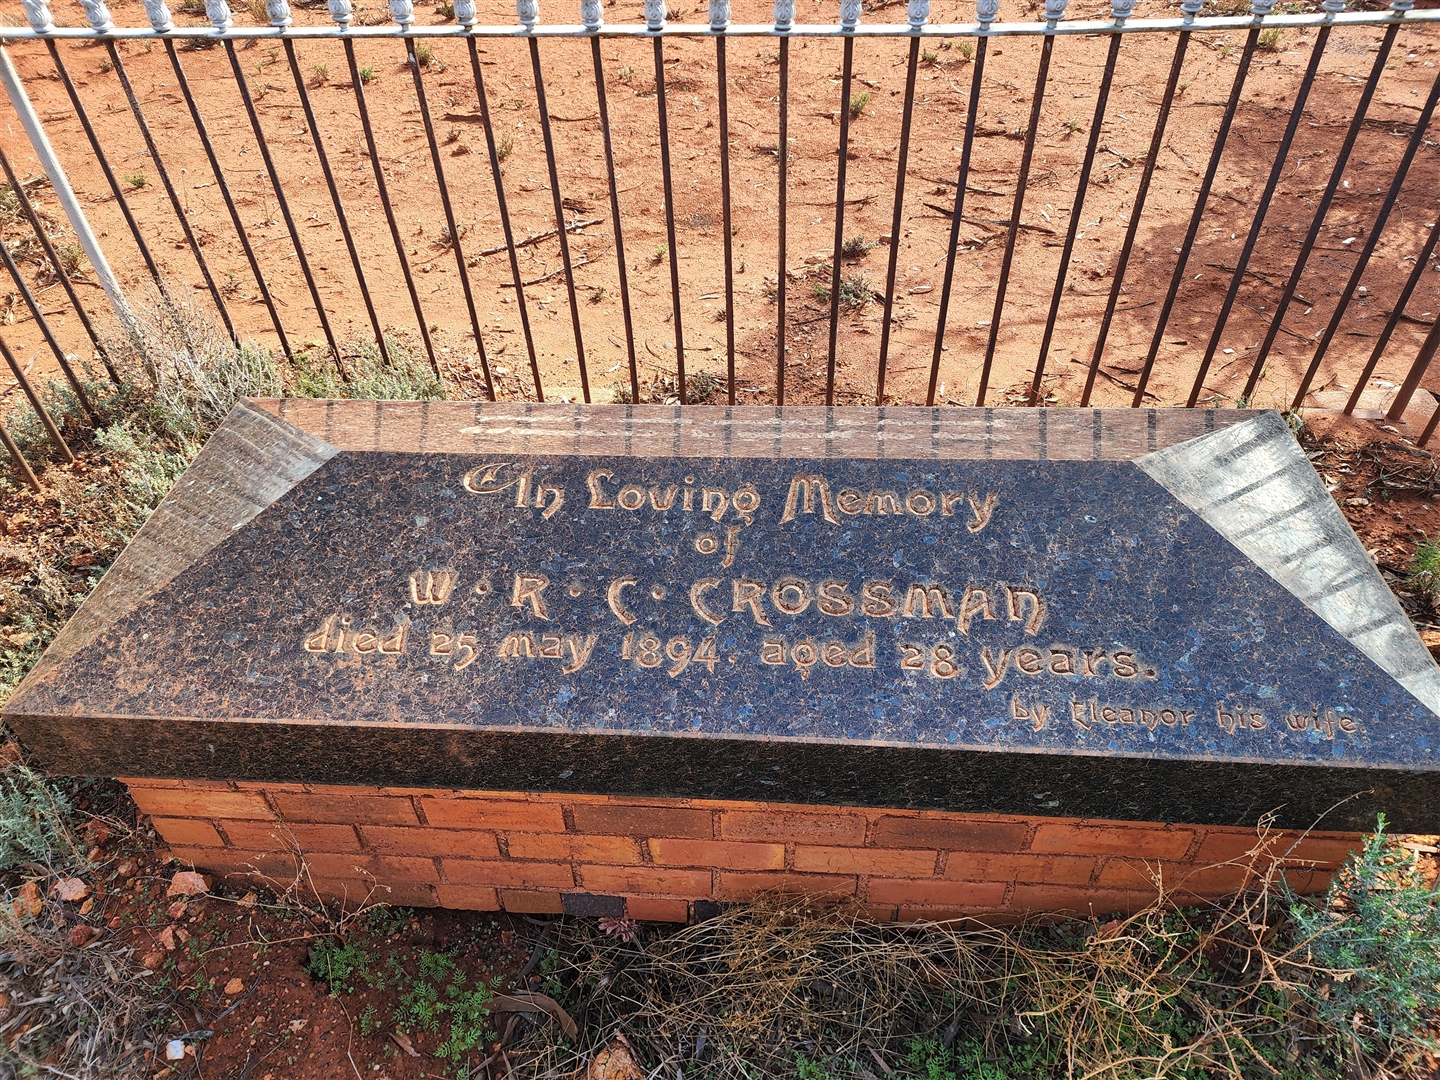 In Loving Memory
of
W · R · C · CROSSMAN
died 25 may 1894. aged 28 years.
by Eleanor his wife